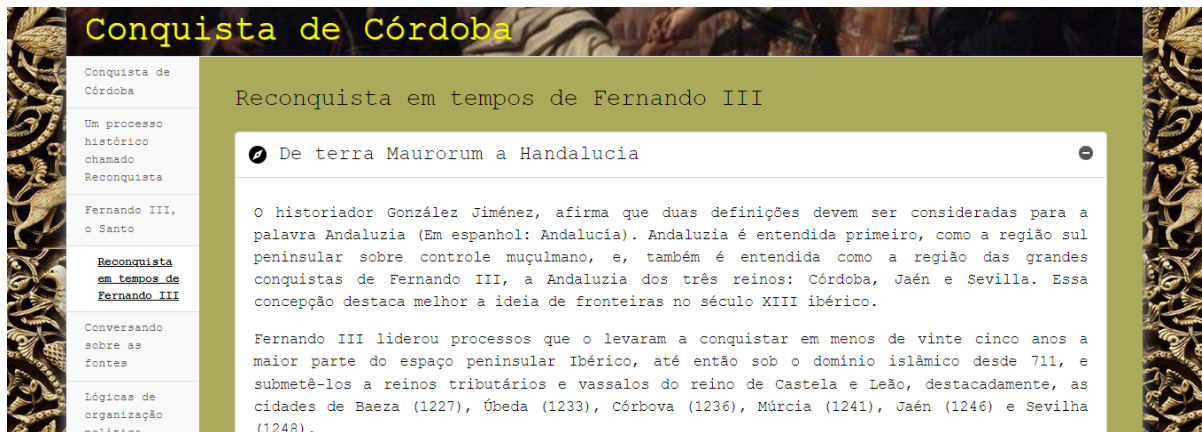 Conquista de Córdoba
Conquista de
Córdoba
Um processo
histórico
chamado
Reconquista
Fernando III,
o Santo
Reconquista
em tempos de
Fernando III
Conversando
sobre as
fontes
Lógicas de
organização
política
Reconquista em tempos de Fernando III
De terra Maurorum a Handalucia
O historiador González Jiménez, afirma que duas definições devem ser consideradas para a
palavra Andaluzia (Em espanhol: Andalucía). Andaluzia é entendida primeiro, como a região sul
peninsular sobre controle muçulmano, e, também é entendida como a região das grandes
conquistas de Fernando III, a Andaluzia dos três reinos: Córdoba, Jaén e Sevilla. Essa
concepção destaca melhor a ideia de fronteiras no século XIII ibérico.
Fernando III liderou processos que o levaram a conquistar em menos de vinte cinco anos a
maior parte do espaço peninsular Ibérico, até então sob o domínio islâmico desde 711, e
submetê-los a reinos tributários e vassalos do reino de Castela e Leão, destacadamente, as
cidades de Baeza (1227), Úbeda (1233), Córbova (1236), Múrcia (1241), Jaén (1246) e Sevilha
(1248).